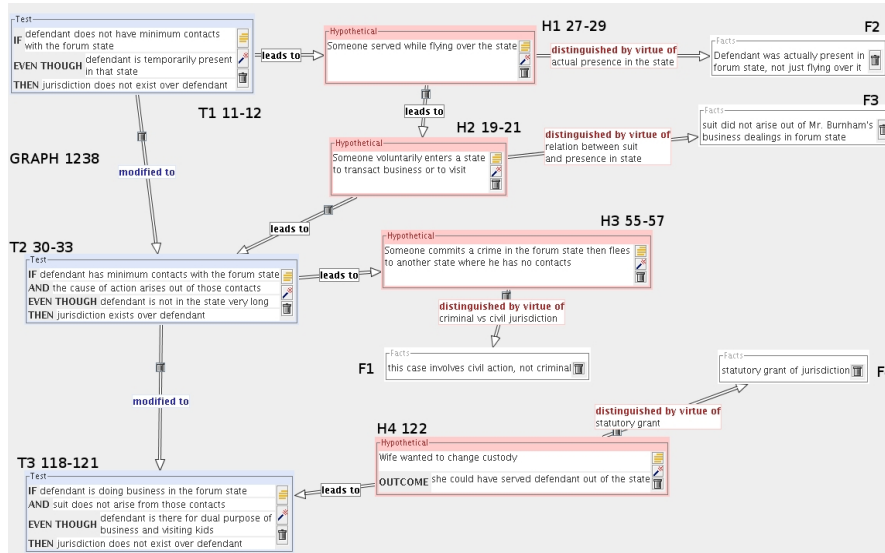 Test
IF defendant does not have minimum contacts
with the forum state
EVEN THOUGH defendant is temporarily present
in that state
THEN jurisdiction does not exist over defendant
T1 11-12
leads to
H1 27-29
Hypothetical
Someone served while flying over the state
distinguished by virtue of
actual presence in the state
F2
Facts
Defendant was actually present in
forum state, not just flying over it
leads to
H2 19-21
Hypothetical
Someone voluntarily enters a state
to transact business or to visit
distinguished by virtue of
relation between suit
and presence in state
F3
Facts
suit did not arise out of Mr. Burnham's
business dealings in forum state
GRAPH 1238
modified to
leads to
T2 30-33
Test
IF defendant has minimum contacts with the forum state
AND the cause of action arises out of those contacts
EVEN THOUGH defendant is not in the state very long
THEN jurisdiction exists over defendant
leads to
H3 55-57
Hypothetical
Someone commits a crime in the forum state then flees
to another state where he has no contacts
distinguished by virtue of
criminal vs civil jurisdiction
F1
Facts
this case involves civil action, not criminal
Facts
statutory grant of jurisdiction
F
modified to
distinguished by virtue of
statutory grant
H4 122
Hypothetical
Wife wanted to change custody
OUTCOME she could have served defendant out of the state
leads to
T3 118-121
Test
IF defendant is doing business in the forum state
AND suit does not arise from those contacts
EVEN THOUGH defendant is there for dual purpose of
business and visiting kids
THEN jurisdiction does not exist over defendant